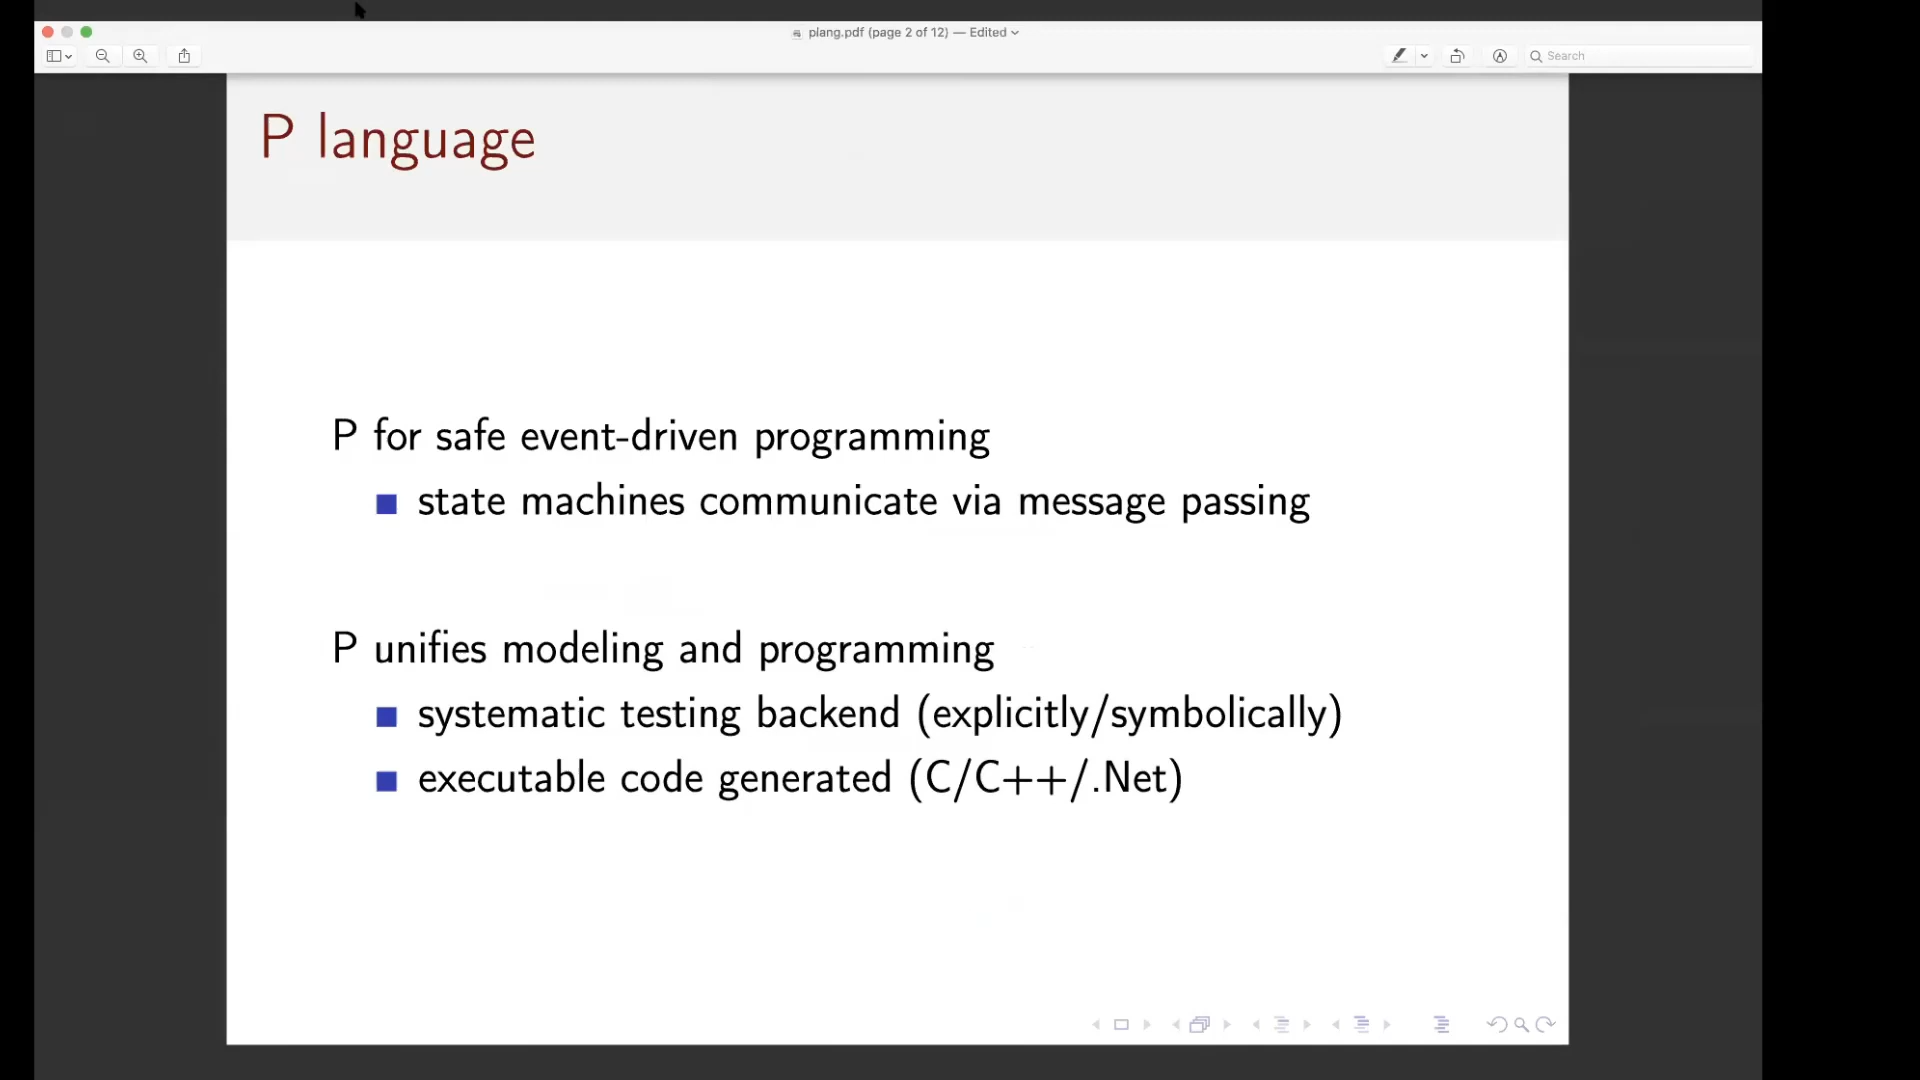 plang.pdf (page 2 of 12) — Edited
Search
P language
P for safe event-driven programming
state machines communicate via message passing
P unifies modeling and programming
systematic testing backend (explicitly/symbolically)
executable code generated (C/C++/.Net)